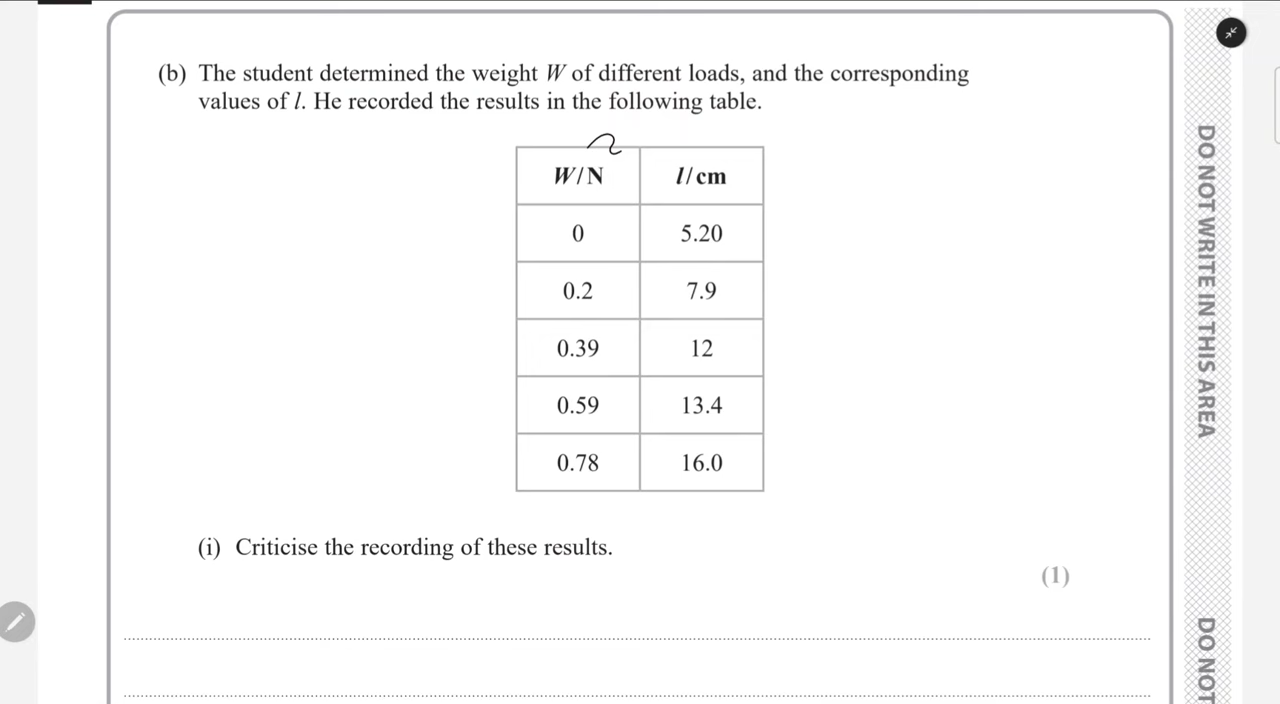 (b) The student determined the weight W of different loads, and the corresponding
values of l. He recorded the results in the following table.
W/N l/cm
0 5.20
0.2 7.9
0.39 12
0.59 13.4
0.78 16.0
(i) Criticise the recording of these results.
(1)
DO NOT WRITE IN THIS AREA
DO NOT